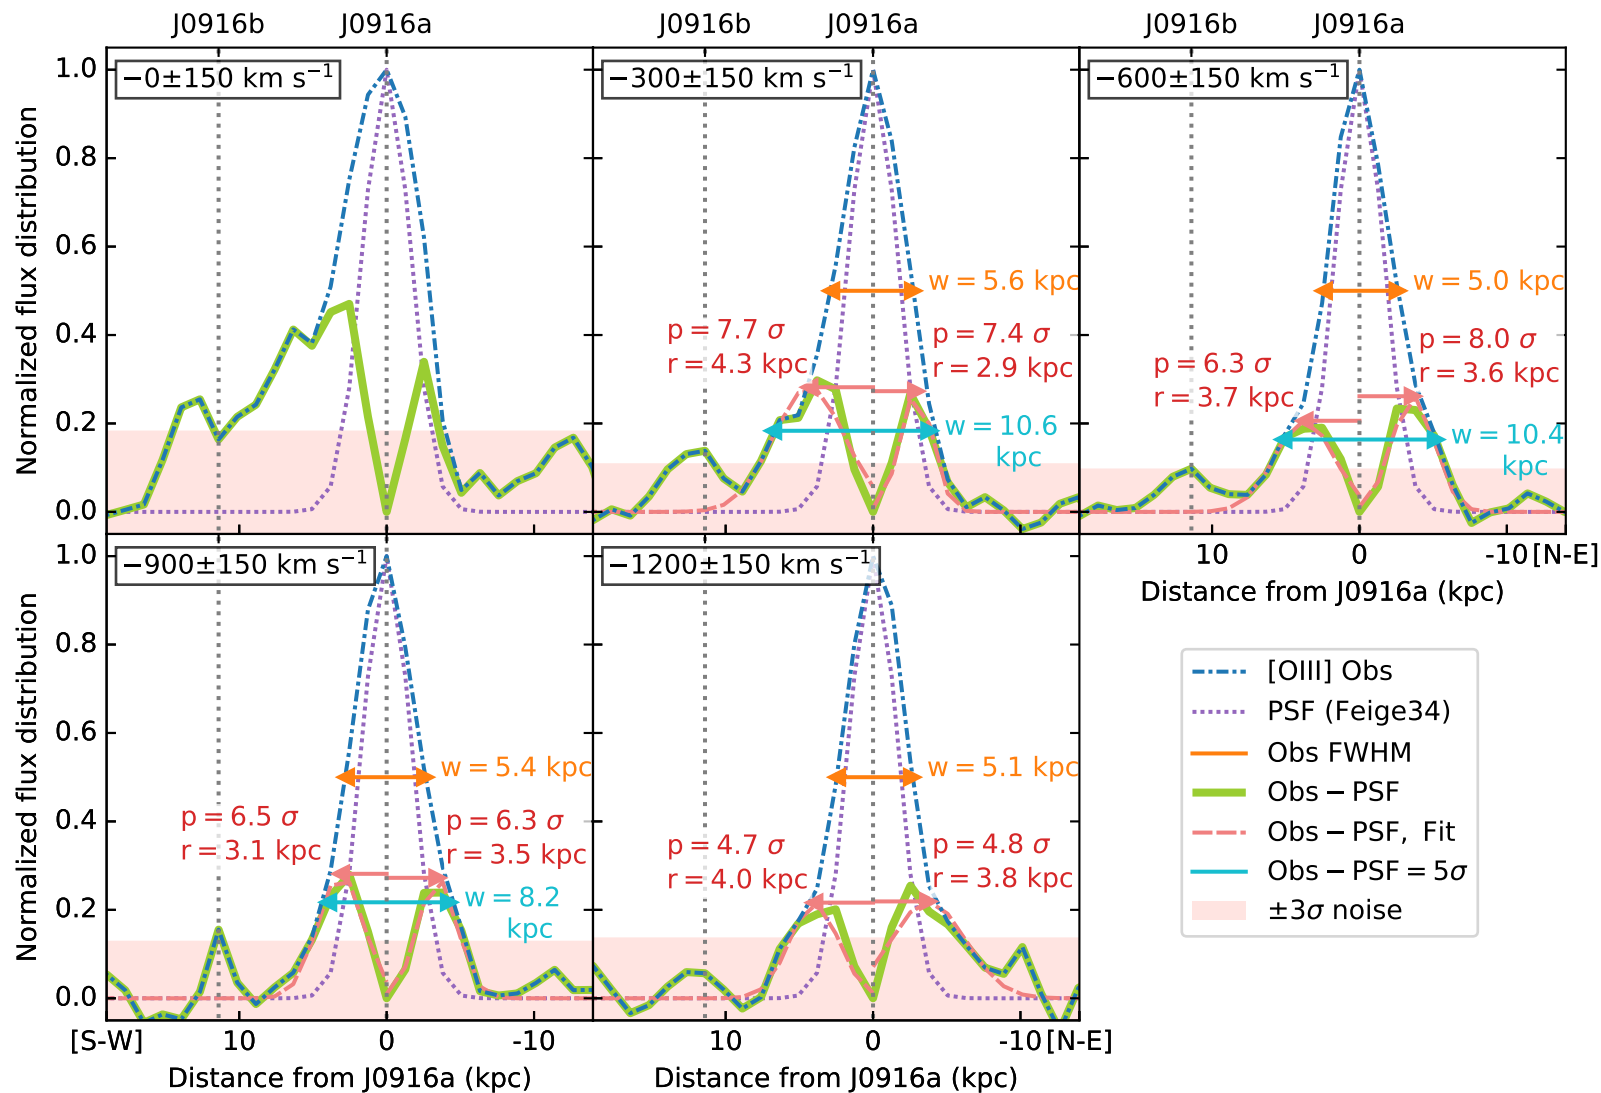 J0916b J0916a J0916b J0916a J0916b J0916a
−0±150 km s−1
−300±150 km s−1
−600±150 km s−1
Normalized flux distribution
1.0
0.8
0.6
0.4
0.2
0.0
w = 5.6 kpc
p = 7.7 σ
r = 4.3 kpc
p = 7.4 σ
r = 2.9 kpc
w = 10.6
kpc
w = 5.0 kpc
p = 6.3 σ
r = 3.7 kpc
p = 8.0 σ
r = 3.6 kpc
w = 10.4
kpc
10 0 -10 [N-E]
Distance from J0916a (kpc)
−900±150 km s−1
−1200±150 km s−1
Normalized flux distribution
1.0
0.8
0.6
0.4
0.2
0.0
w = 5.4 kpc
p = 6.5 σ
r = 3.1 kpc
p = 6.3 σ
r = 3.5 kpc
w = 8.2
kpc
w = 5.1 kpc
p = 4.7 σ
r = 4.0 kpc
p = 4.8 σ
r = 3.8 kpc
[S-W] 10 0 -10
10 0 -10 [N-E]
Distance from J0916a (kpc)
Distance from J0916a (kpc)
[OIII] Obs
PSF (Feige34)
Obs FWHM
Obs − PSF
Obs − PSF, Fit
Obs − PSF = 5σ
±3σ noise